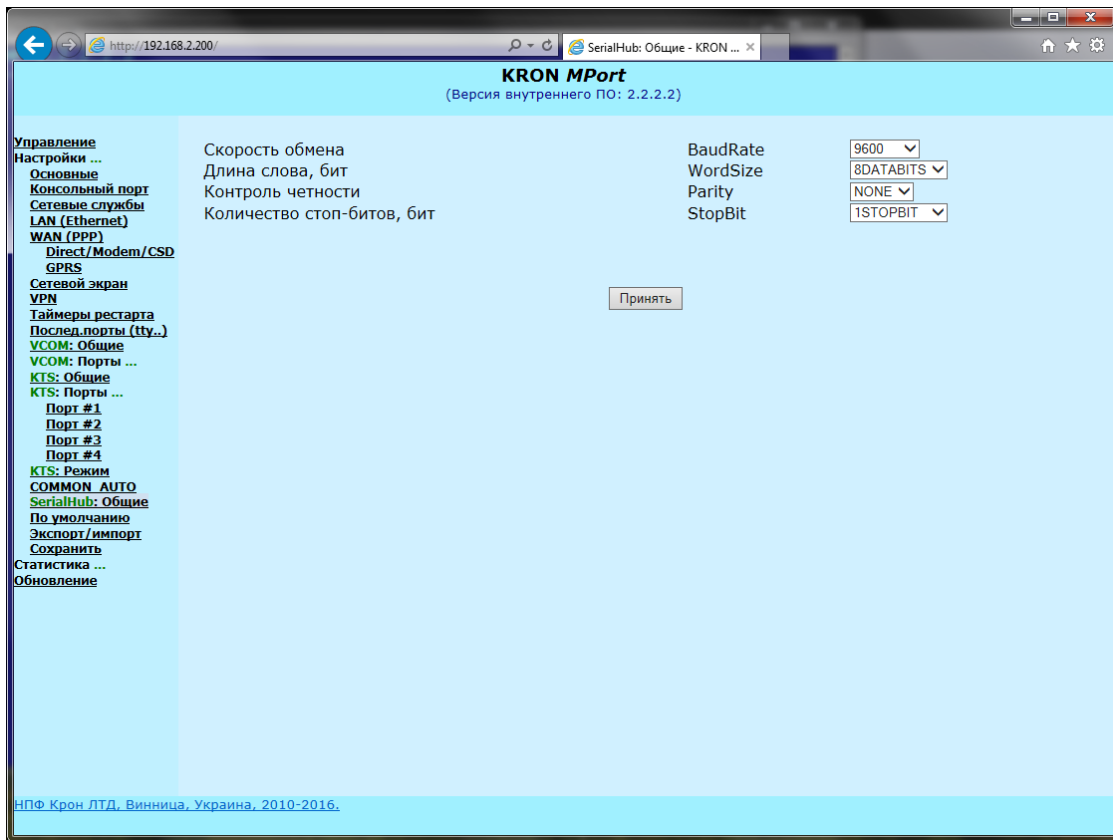 http://192.168.2.200/
SerialHub: Общие - KRON ...
KRON MPort
(Версия внутреннего ПО: 2.2.2.2)
Управление
Настройки ...
Основные
Консольный порт
Сетевые службы
LAN (Ethernet)
WAN (PPP)
Direct/Modem/CSD
GPRS
Сетевой экран
VPN
Таймеры рестарта
Послед.порты (tty..)
VCOM: Общие
VCOM: Порты ...
KTS: Общие
KTS: Порты ...
Порт #1
Порт #2
Порт #3
Порт #4
KTS: Режим
COMMON_AUTO
SerialHub: Общие
По умолчанию
Экспорт/импорт
Сохранить
Статистика ...
Обновление
Скорость обмена BaudRate 9600
Длина слова, бит WordSize 8DATABITS
Контроль четности Parity NONE
Количество стоп-битов, бит StopBit 1STOPBIT
Принять
НПФ Крон ЛТД, Винница, Украина, 2010-2016.